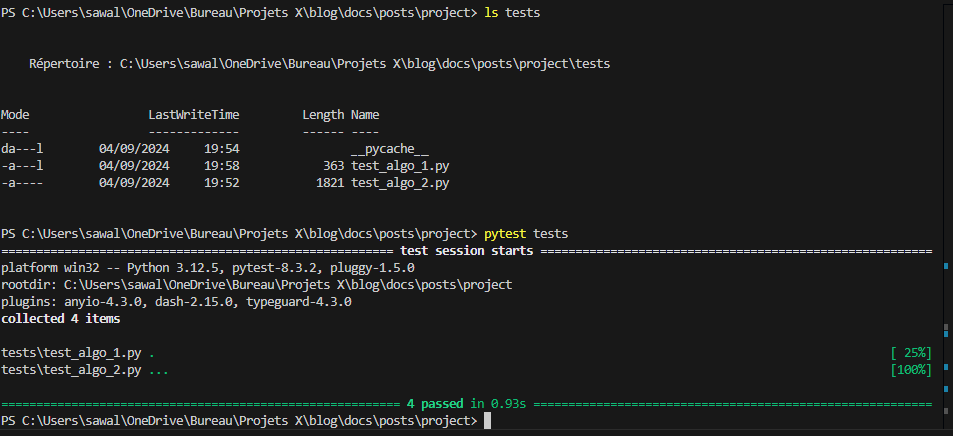 PS C:\Users\sawal\OneDrive\Bureau\Projets X\blog\docs\posts\project> ls tests
Répertoire : C:\Users\sawal\OneDrive\Bureau\Projets X\blog\docs\posts\project\tests
Mode LastWriteTime Length Name
---- ------------- ------ ----
da---l 04/09/2024 19:54 __pycache__
-a---l 04/09/2024 19:58 363 test_algo_1.py
-a---- 04/09/2024 19:52 1821 test_algo_2.py
PS C:\Users\sawal\OneDrive\Bureau\Projets X\blog\docs\posts\project> pytest tests
========================================================= test session starts =========================================================
platform win32 -- Python 3.12.5, pytest-8.3.2, pluggy-1.5.0
rootdir: C:\Users\sawal\OneDrive\Bureau\Projets X\blog\docs\posts\project
plugins: anyio-4.3.0, dash-2.15.0, typeguard-4.3.0
collected 4 items
tests\test_algo_1.py . [ 25%]
tests\test_algo_2.py ... [100%]
========================================================== 4 passed in 0.93s ==========================================================
PS C:\Users\sawal\OneDrive\Bureau\Projets X\blog\docs\posts\project>